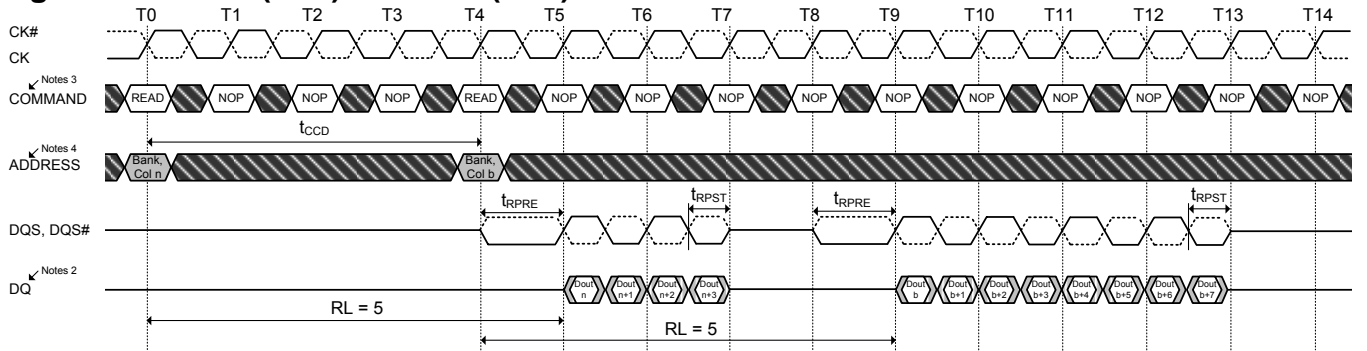 T0 T1 T2 T3 T4 T5 T6 T7 T8 T9 T10 T11 T12 T13 T14
CK#
CK
Notes 3
COMMAND READ NOP NOP NOP READ NOP NOP NOP NOP NOP NOP NOP NOP NOP NOP
tCCD
Notes 4
ADDRESS
Bank, Col n
Bank, Col b
tRPRE tRPST tRPRE tRPST
DQS, DQS#
Notes 2
DQ
Dout n
Dout n+1
Dout n+2
Dout n+3
Dout b
Dout b+1
Dout b+2
Dout b+3
Dout b+4
Dout b+5
Dout b+6
Dout b+7
RL = 5
RL = 5